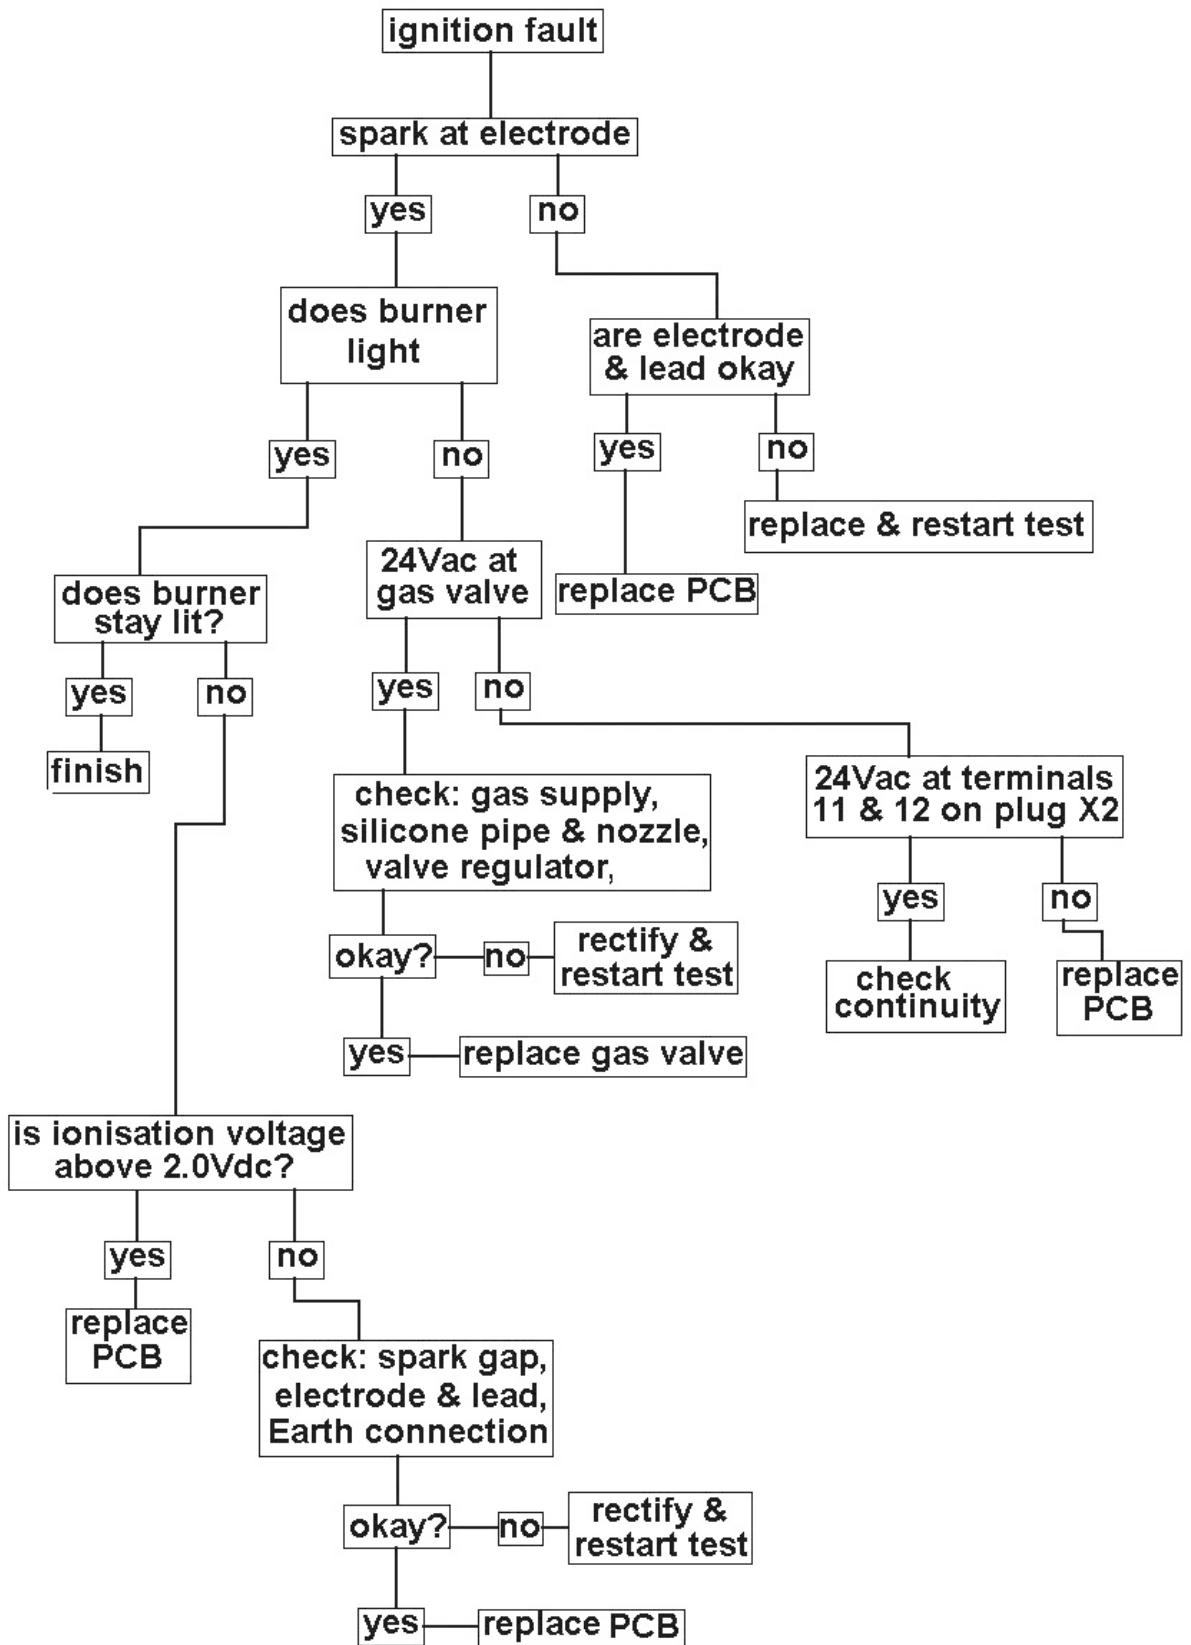 ignition fault
spark at electrode
yes
no
does burner
light
are electrode
& lead okay
yes
no
yes
no
replace & restart test
24Vac at
gas valve
replace PCB
does burner
stay lit?
yes
no
yes
no
finish
24Vac at terminals
11 & 12 on plug X2
check: gas supply,
silicone pipe & nozzle,
valve regulator,
yes
no
okay?
no
rectify &
restart test
check
continuity
replace
PCB
yes
replace gas valve
is ionisation voltage
above 2.0Vdc?
yes
no
replace
PCB
check: spark gap,
electrode & lead,
Earth connection
okay?
no
rectify &
restart test
yes
replace PCB